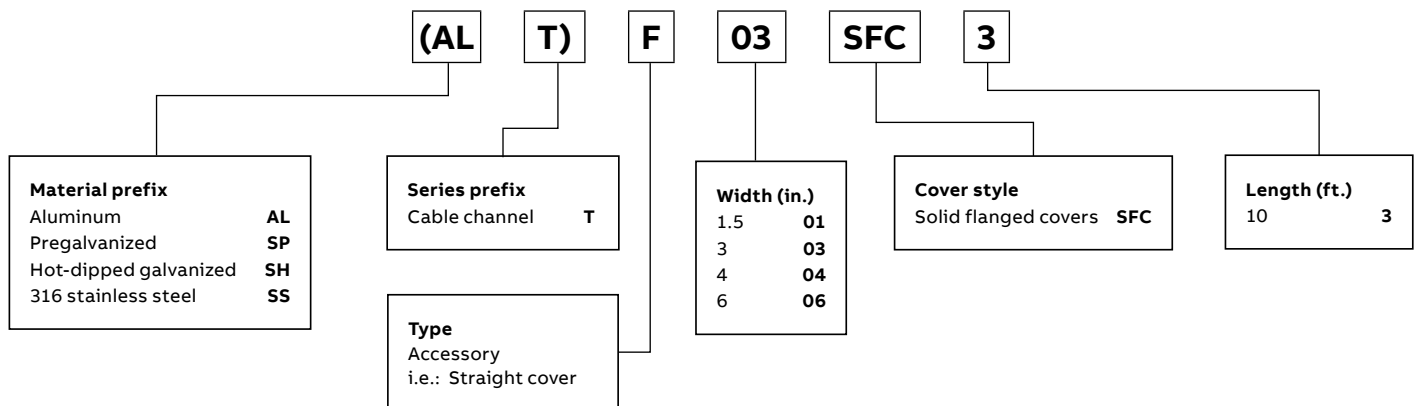 (AL T) F 03 SFC 3
Material prefix
Aluminum AL
Pregalvanized SP
Hot-dipped galvanized SH
316 stainless steel SS
Series prefix
Cable channel T
Type
Accessory
i.e.: Straight cover
Width (in.)
1.5 01
3 03
4 04
6 06
Cover style
Solid flanged covers SFC
Length (ft.)
10 3